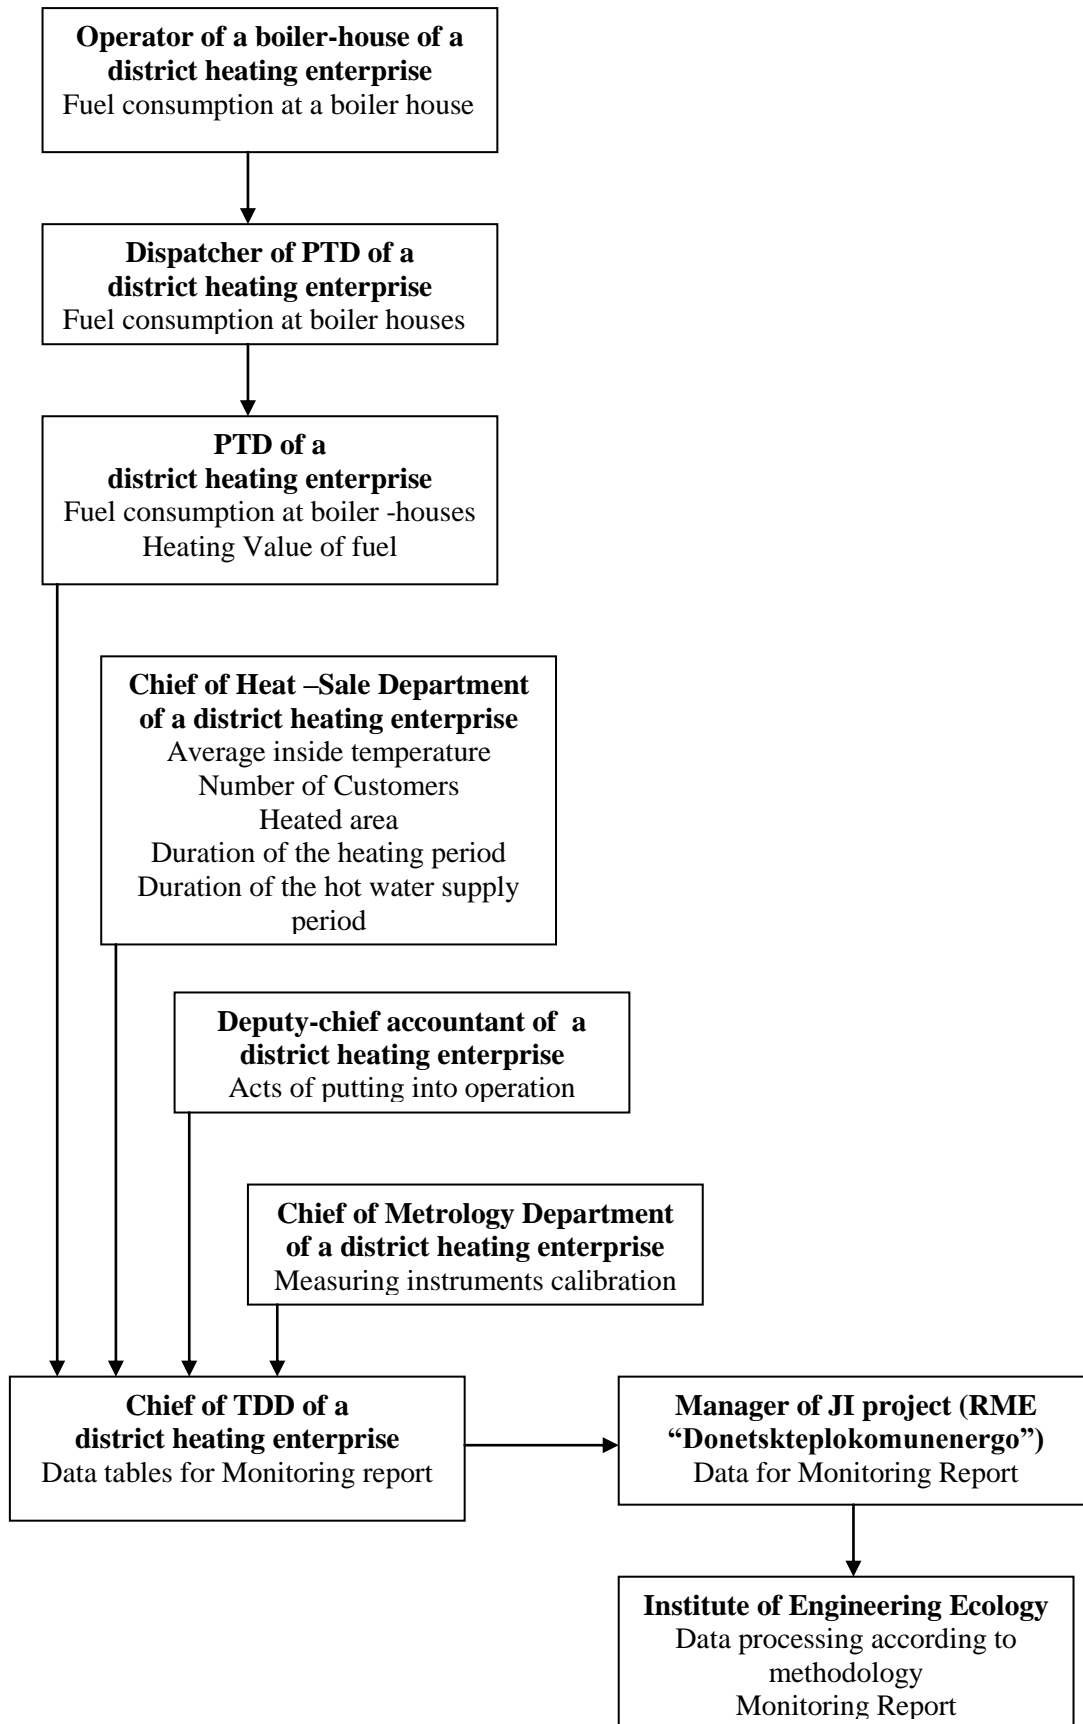 Operator of a boiler-house of a
district heating enterprise
Fuel consumption at a boiler house
Dispatcher of PTD of a
district heating enterprise
Fuel consumption at boiler houses
PTD of a
district heating enterprise
Fuel consumption at boiler -houses
Heating Value of fuel
Chief of Heat –Sale Department
of a district heating enterprise
Average inside temperature
Number of Customers
Heated area
Duration of the heating period
Duration of the hot water supply
period
Deputy-chief accountant of  a
district heating enterprise
Acts of putting into operation
Chief of Metrology Department
of a district heating enterprise
Measuring instruments calibration
Chief of TDD of a
district heating enterprise
Data tables for Monitoring report
Manager of JI project (RME
“Donetskteplokomunenergo”)
Data for Monitoring Report
Institute of Engineering Ecology
Data processing according to
methodology
Monitoring Report